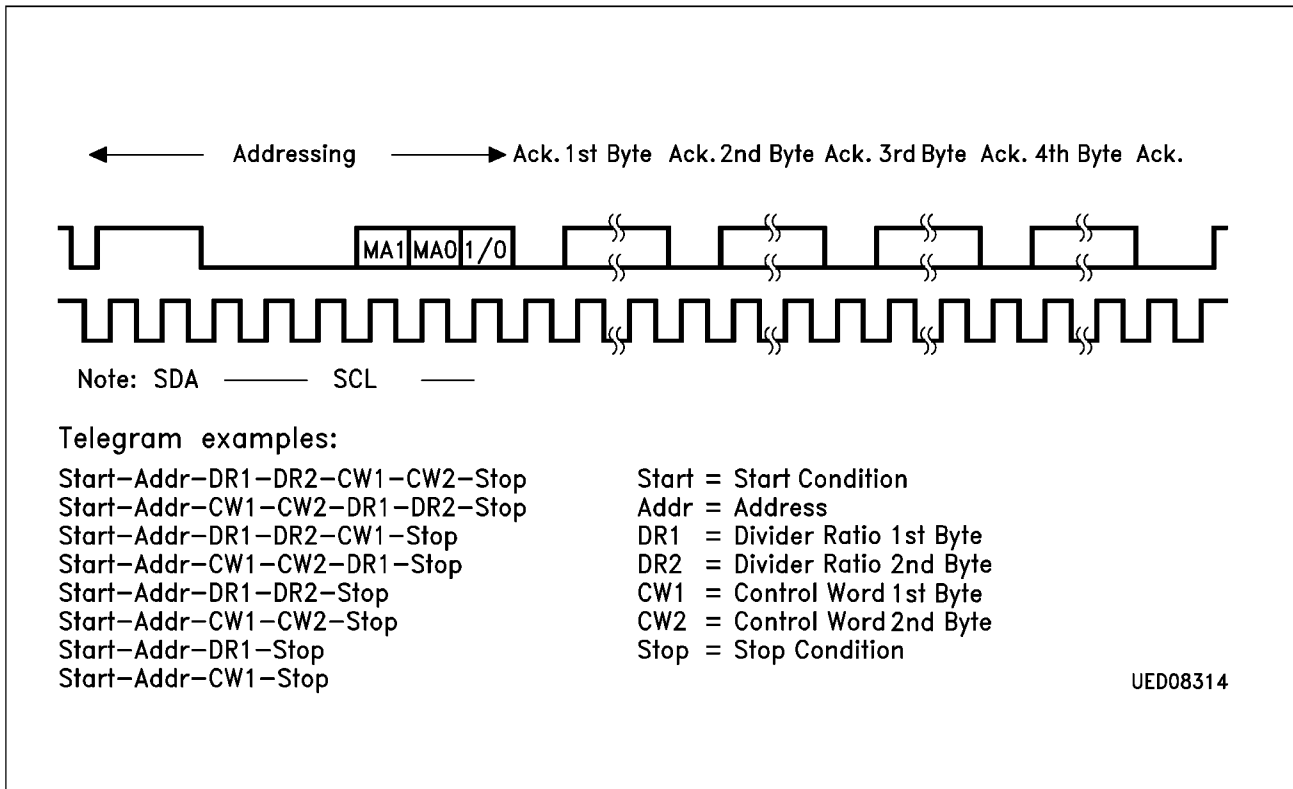 Addressing Ack. 1st Byte Ack. 2nd Byte Ack. 3rd Byte Ack. 4th Byte Ack.
MA1 MA0 1/0
Note: SDA SCL
Telegram examples:
Start-Addr-DR1-DR2-CW1-CW2-Stop
Start-Addr-CW1-CW2-DR1-DR2-Stop
Start-Addr-DR1-DR2-CW1-Stop
Start-Addr-CW1-CW2-DR1-Stop
Start-Addr-DR1-DR2-Stop
Start-Addr-CW1-CW2-Stop
Start-Addr-DR1-Stop
Start-Addr-CW1-Stop
Start = Start Condition
Addr = Address
DR1 = Divider Ratio 1st Byte
DR2 = Divider Ratio 2nd Byte
CW1 = Control Word 1st Byte
CW2 = Control Word 2nd Byte
Stop = Stop Condition
UED08314